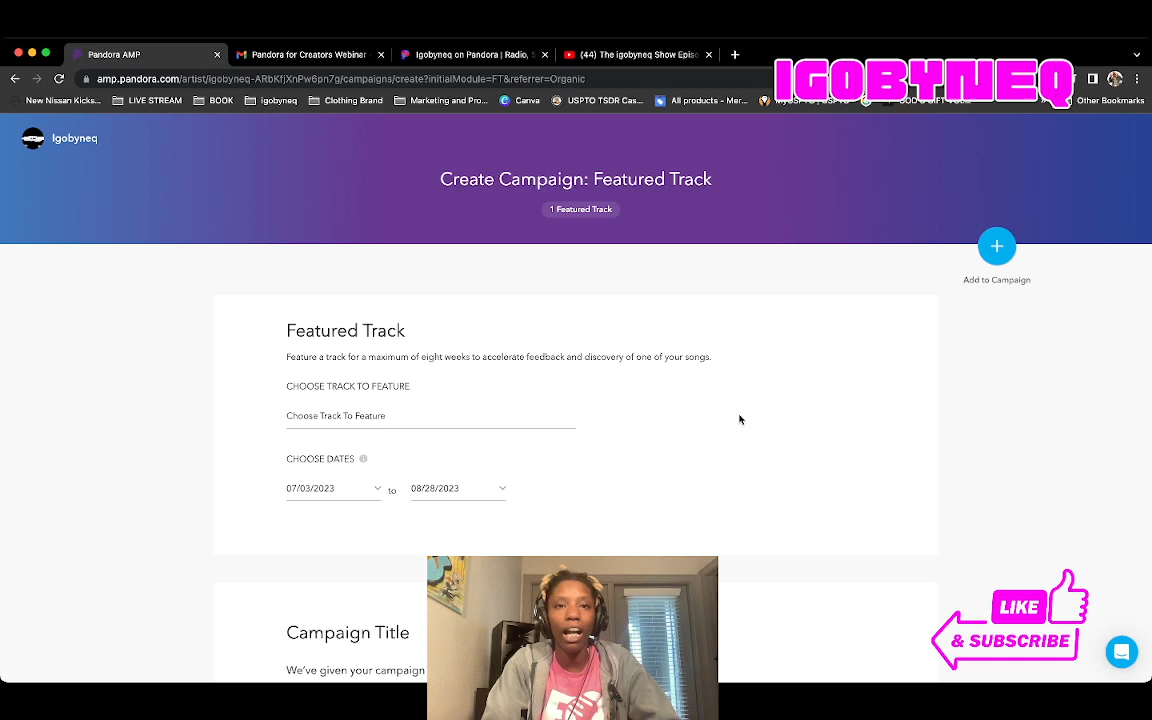 Pandora AMP
Pandora for Creators Webinar
Igobyneq on Pandora | Radio, S
(44) The igobyneq Show Episo
IGOBYNEQ
amp.pandora.com/artist/igobyneq-ARbKfjXnPw6pn7g/campaigns/create?initialModule=FT&referrer=Organic
New Nissan Kicks...
LIVE STREAM
BOOK
igobyneq
Clothing Brand
Marketing and Pro...
Canva
USPTO TSDR Cas...
All products - Mer...
Other Bookmarks
Igobyneq
Create Campaign: Featured Track
1 Featured Track
Add to Campaign
Featured Track
Feature a track for a maximum of eight weeks to accelerate feedback and discovery of one of your songs.
CHOOSE TRACK TO FEATURE
Choose Track To Feature
CHOOSE DATES
07/03/2023 to 08/28/2023
Campaign Title
We've given your campaign
LIKE
& SUBSCRIBE